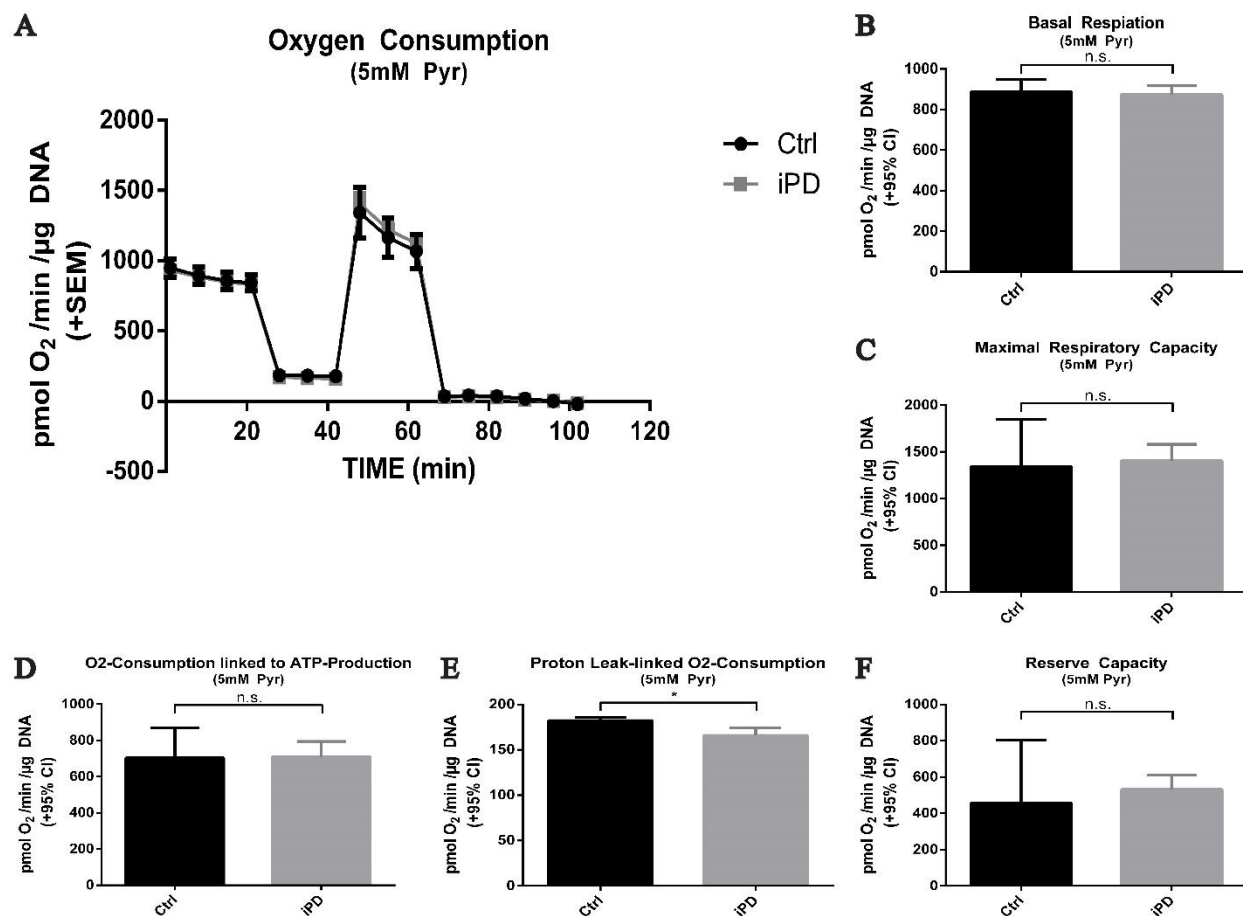 A
Oxygen Consumption
(5mM Pyr)
pmol O2 /min /µg DNA
(+SEM)
2000
1500
1000
500
0
-500
20
40
60
80
100
120
TIME (min)
Ctrl
iPD
B
Basal Respiation
(5mM Pyr)
n.s.
pmol O2 /min /µg DNA
(+95% CI)
1000
800
600
400
200
0
Ctrl
iPD
C
Maximal Respiratory Capacity
(5mM Pyr)
n.s.
pmol O2 /min /µg DNA
(+95% CI)
2000
1500
1000
500
0
Ctrl
iPD
D
O2-Consumption linked to ATP-Production
(5mM Pyr)
n.s.
pmol O2 /min /µg DNA
(+95% CI)
1000
800
600
400
200
0
Ctrl
iPD
E
Proton Leak-linked O2-Consumption
(5mM Pyr)
*
pmol O2 /min /µg DNA
(+95% CI)
200
150
100
50
0
Ctrl
iPD
F
Reserve Capacity
(5mM Pyr)
n.s.
pmol O2 /min /µg DNA
(+95% CI)
1000
800
600
400
200
0
Ctrl
iPD